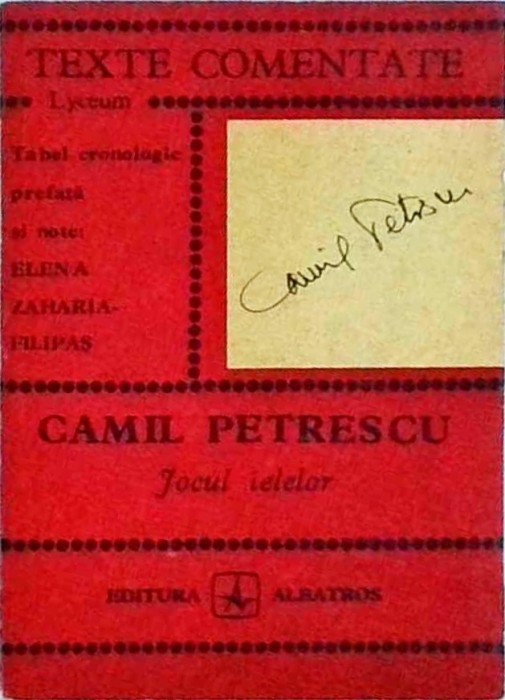 TEXTE COMENTATE
Lyceum
Tabel cronologic
prefață
și note:
ELENA
ZAHARIA-
FILIPAȘ
Camil Petrescu
CAMIL PETRESCU
Jocul ielelor
EDITURA ALBATROS